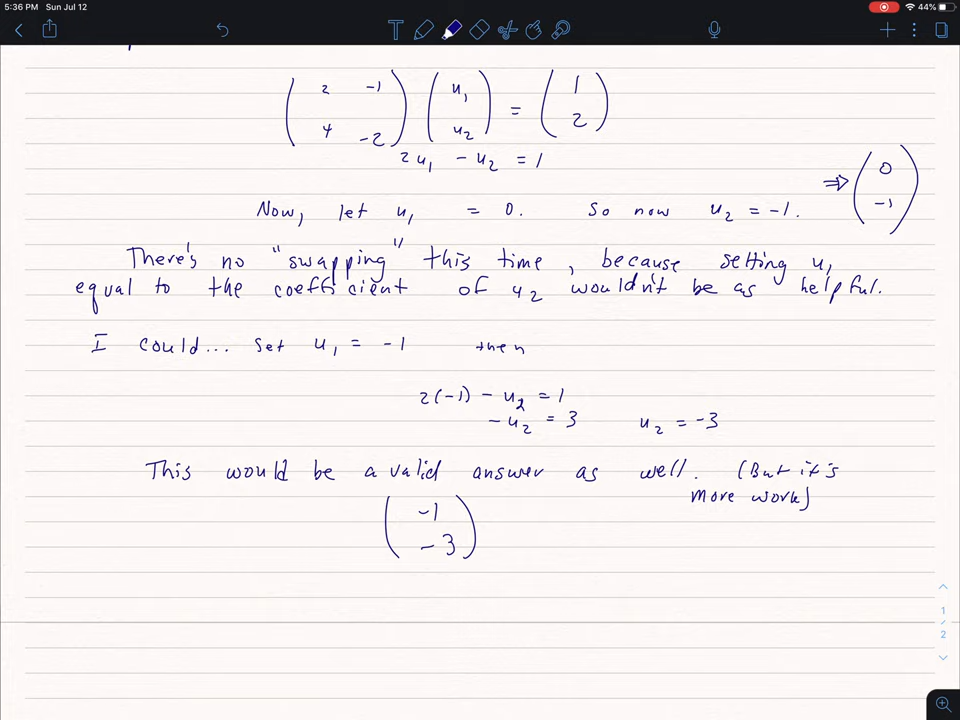 5:36 PM Sun Jul 12
44%
( 2 -1 ) ( u₁ ) = ( 1 )
( 4 -2 ) ( u₂ ) ( 2 )
2u₁ - u₂ = 1
Now, let u₁ = 0. So now u₂ = -1. ⇒ ( 0 -1 )
There's no "swapping" this time, because setting u₁
equal to the coefficient of u₂ wouldn't be as helpful.
I could... set u₁ = -1 then
2(-1) - u₂ = 1
-u₂ = 3 u₂ = -3
This would be a valid answer as well. (But it's
more work)
( -1 )
( -3 )
1
/
2